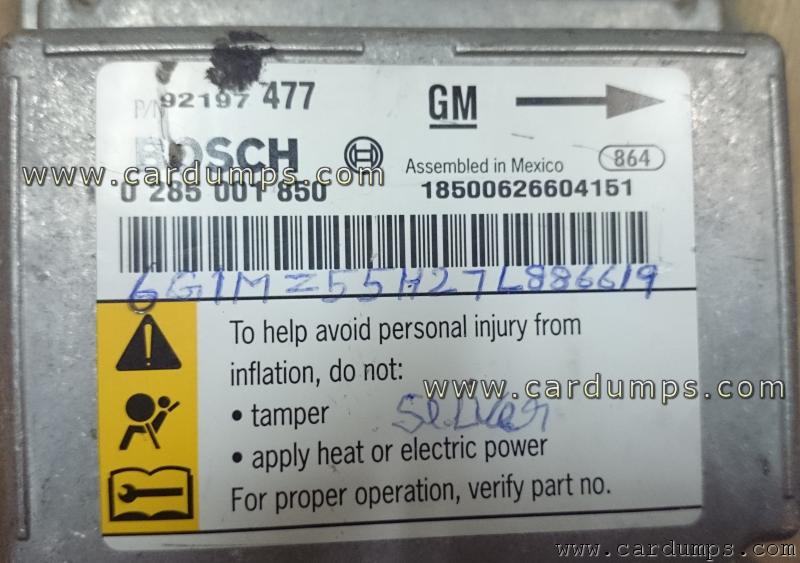 P/N 92197 477
GM
BOSCH
Assembled in Mexico
864
www.cardumps.com
0 285 001 850
18500626604151
6G1MZ55H27L886619
To help avoid personal injury from
inflation, do not:
www.cardumps.com
• tamper
• apply heat or electric power
For proper operation, verify part no.
www.cardumps.com